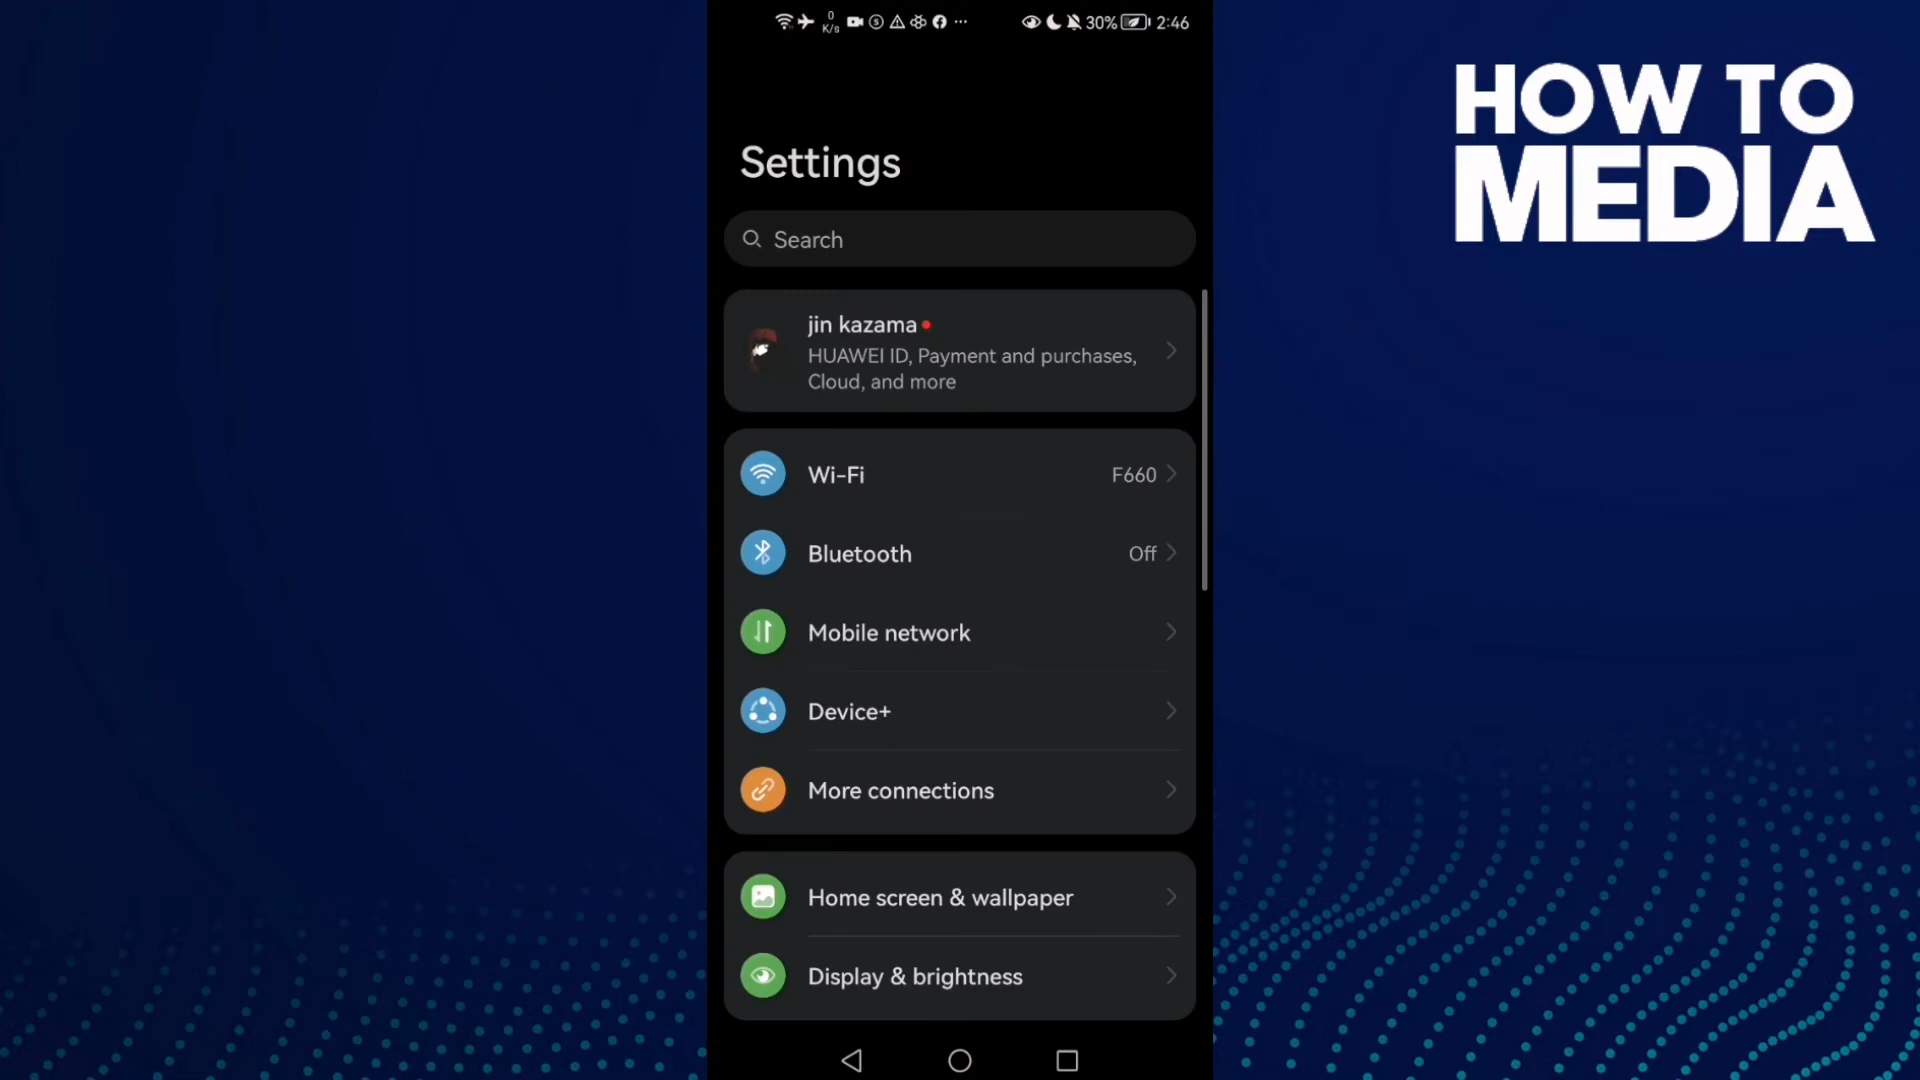 0
K/s
30%
2:46
HOW TO
MEDIA
Settings
Search
jin kazama
HUAWEI ID, Payment and purchases,
Cloud, and more
Wi-Fi
F660
Bluetooth
Off
Mobile network
Device+
More connections
Home screen & wallpaper
Display & brightness